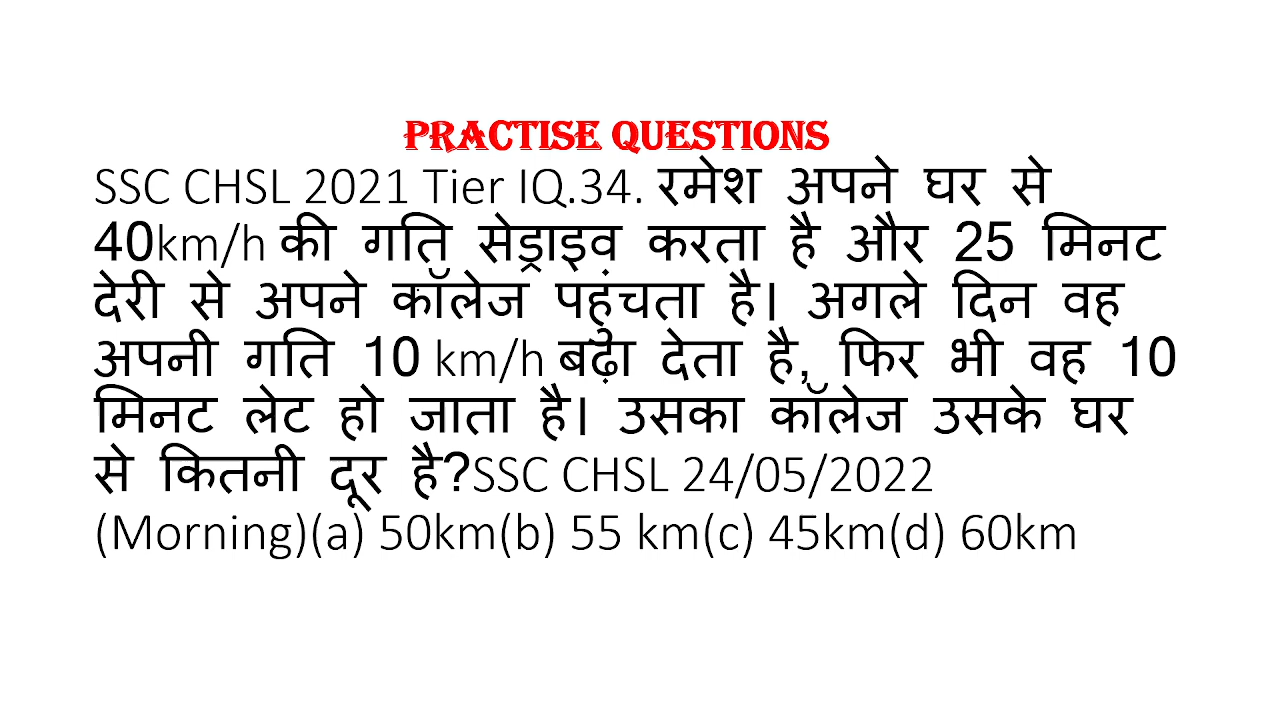 PRACTISE QUESTIONS
SSC CHSL 2021 Tier IQ.34. रमेश अपने घर से
40km/h की गति सेड्राइव करता है और 25 मिनट
देरी से अपने कॉलेज पहुंचता है। अगले दिन वह
अपनी गति 10 km/h बढ़ा देता है, फिर भी वह 10
मिनट लेट हो जाता है। उसका कॉलेज उसके घर
से कितनी दूर है?SSC CHSL 24/05/2022
(Morning)(a) 50km(b) 55 km(c) 45km(d) 60km